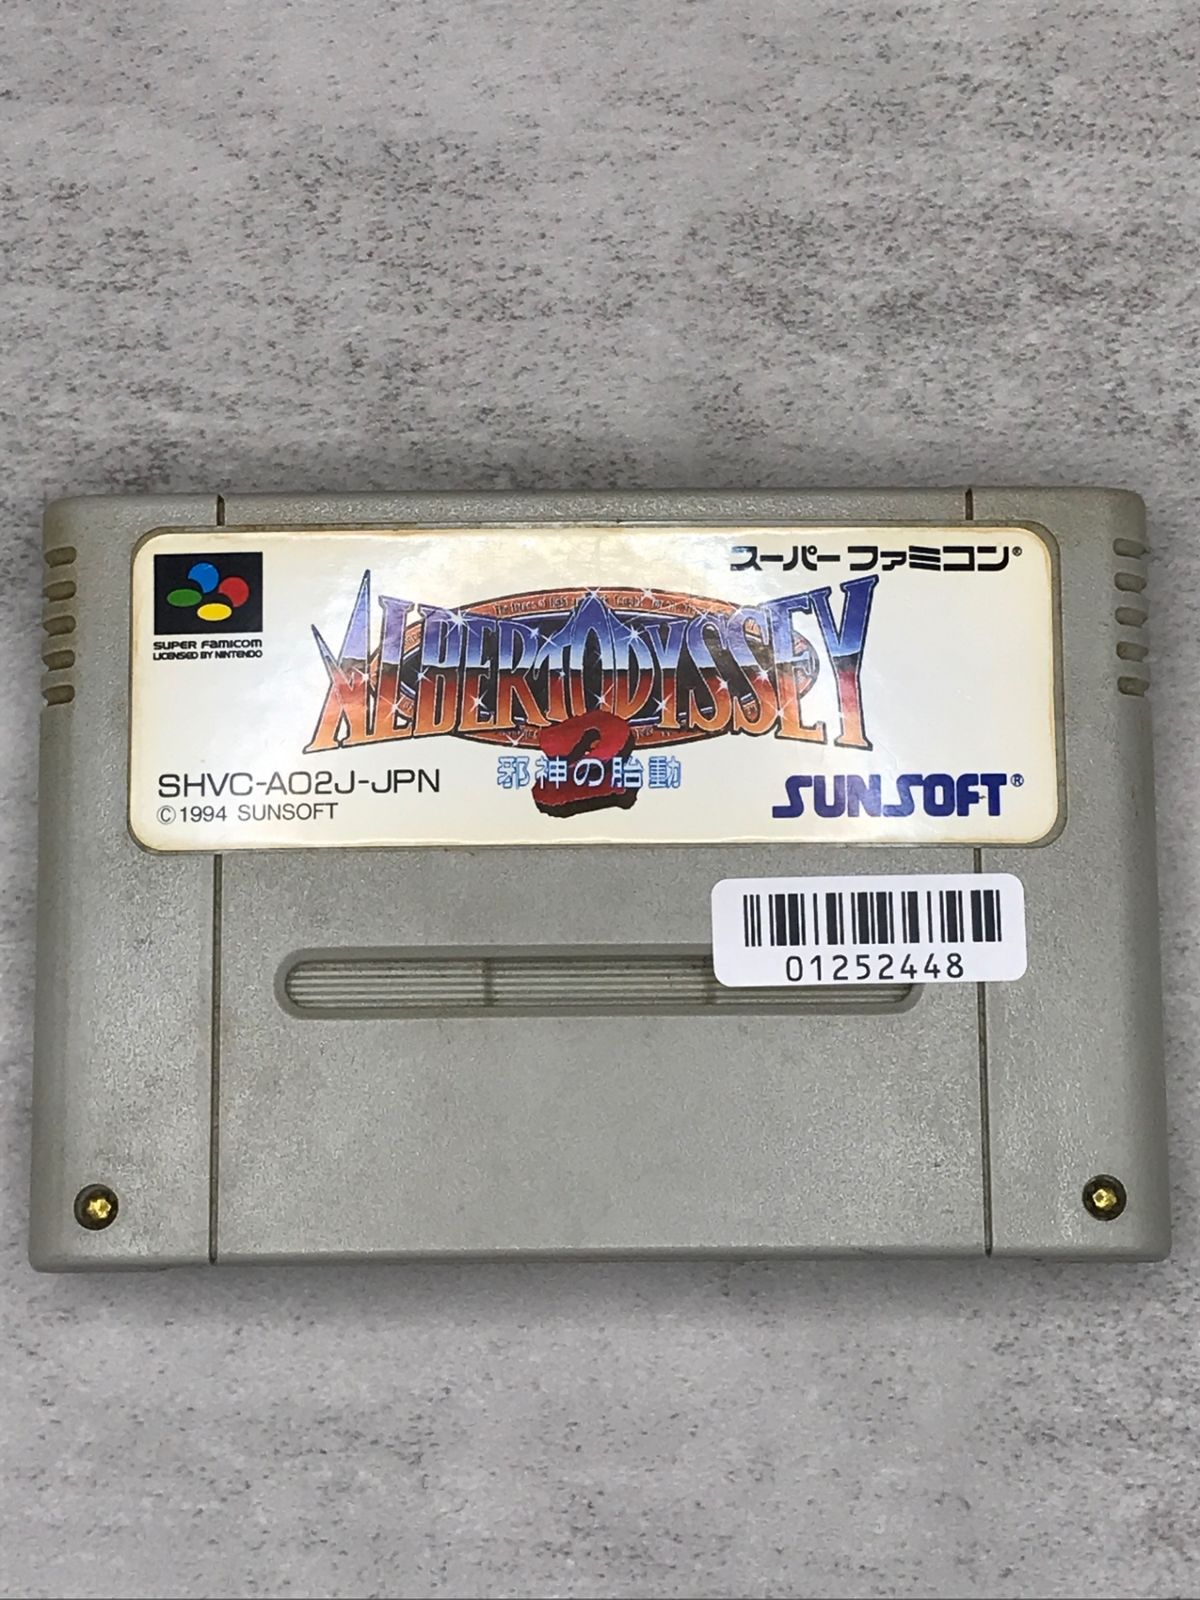 スーパーファミコン®
SUPER FAMICOM
LICENSED BY NINTENDO
ALBERT ODYSSEY
2
邪神の胎動
SHVC-AO2J-JPN
©1994 SUNSOFT
SUNSOFT®
01252448